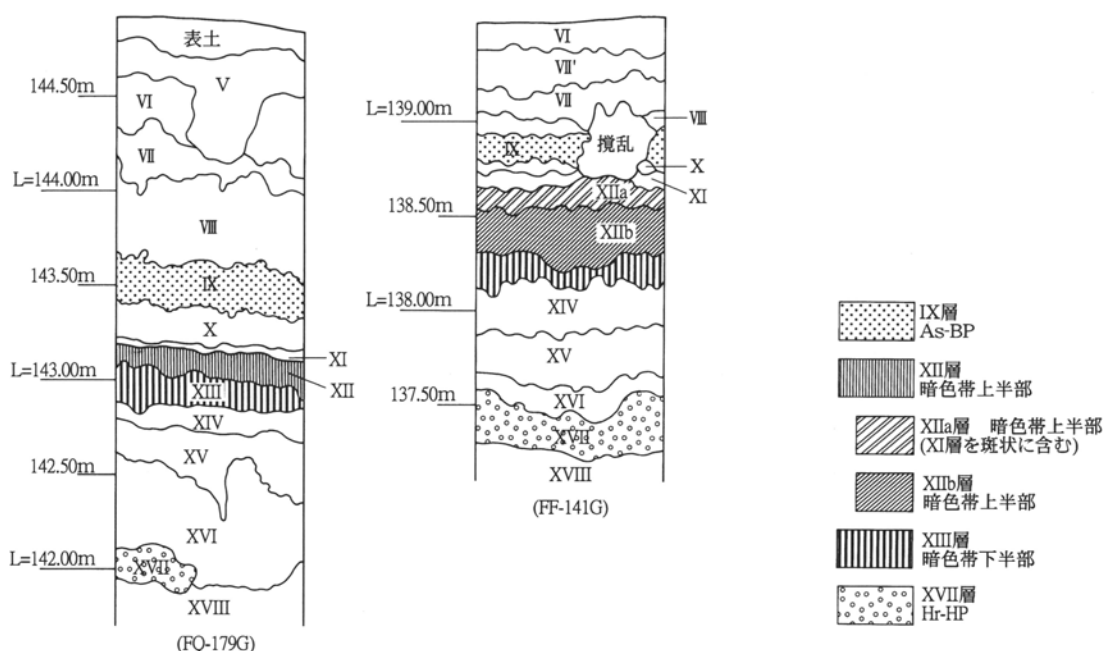 表土
V
144.50m
VI
VII
L=144.00m
VIII
143.50m
IX
X
XI
L=143.00m
XII
XIII
XIV
XV
142.50m
XVI
L=142.00m
XVII
XVIII
(FQ-179G)
VI
VII'
VII
L=139.00m
VIII
攪乱
IX
X
XI
XIIa
138.50m
XIIb
L=138.00m
XIV
XV
137.50m
XVI
XVII
XVIII
(FF-141G)
IX層
As-BP
XII層
暗色帯上半部
XIIa層 暗色帯上半部
(XI層を斑状に含む)
XIIb層
暗色帯上半部
XIII層
暗色帯下半部
XVII層
Hr-HP